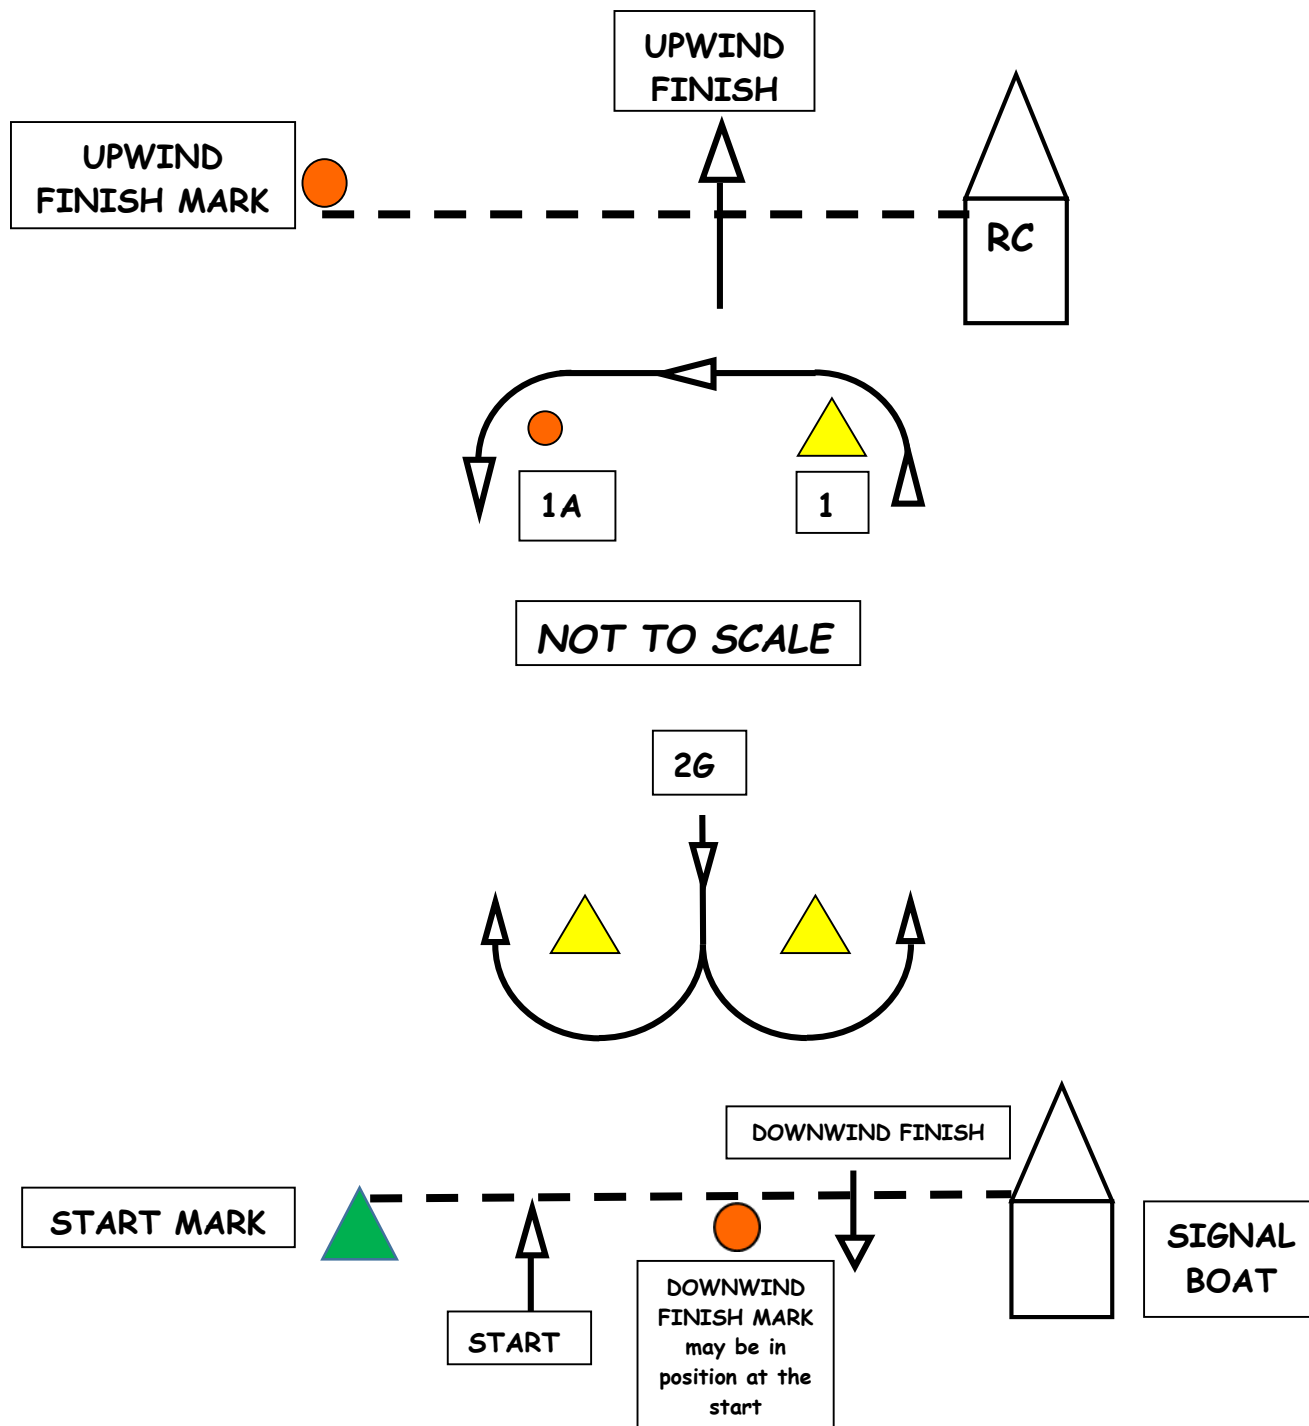 UPWIND
FINISH
UPWIND
FINISH MARK
RC
1A
1
NOT TO SCALE
2G
DOWNWIND FINISH
START MARK
SIGNAL
BOAT
DOWNWIND
FINISH MARK
may be in
position at the
start
START